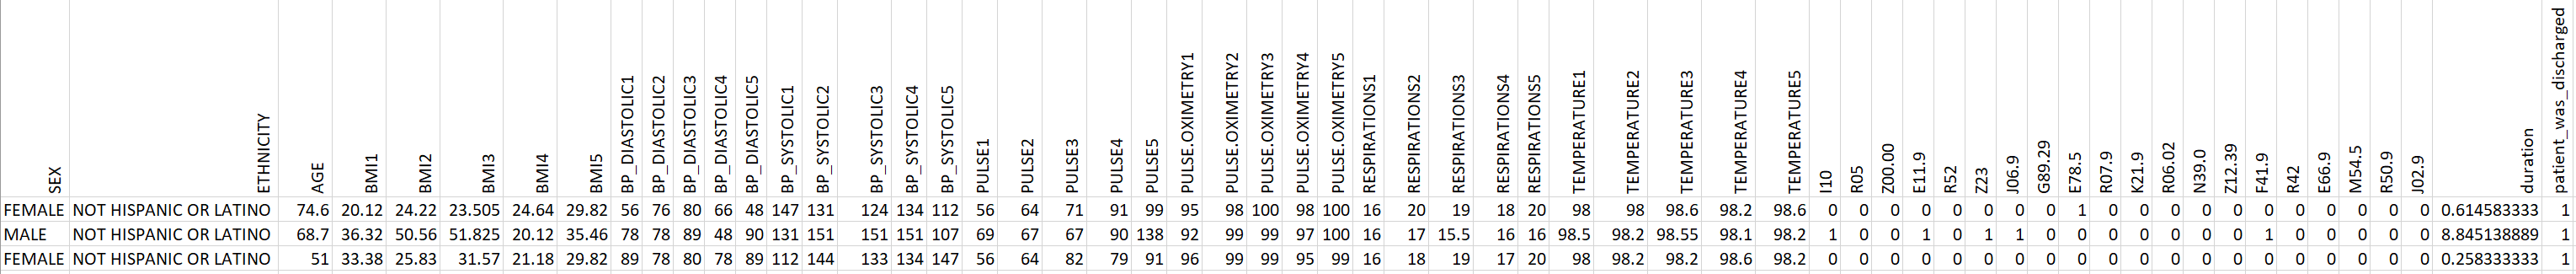 SEX ETHNICITY AGE BMI1 BMI2 BMI3 BMI4 BMI5 BP_DIASTOLIC1 BP_DIASTOLIC2 BP_DIASTOLIC3 BP_DIASTOLIC4 BP_DIASTOLIC5 BP_SYSTOLIC1 BP_SYSTOLIC2 BP_SYSTOLIC3 BP_SYSTOLIC4 BP_SYSTOLIC5 PULSE1 PULSE2 PULSE3 PULSE4 PULSE5 PULSE.OXIMETRY1 PULSE.OXIMETRY2 PULSE.OXIMETRY3 PULSE.OXIMETRY4 PULSE.OXIMETRY5 RESPIRATIONS1 RESPIRATIONS2 RESPIRATIONS3 RESPIRATIONS4 RESPIRATIONS5 TEMPERATURE1 TEMPERATURE2 TEMPERATURE3 TEMPERATURE4 TEMPERATURE5 I10 R05 Z00.00 E11.9 R52 Z23 J06.9 G89.29 E78.5 R07.9 K21.9 R06.02 N39.0 Z12.39 F41.9 R42 E66.9 M54.5 R50.9 J02.9 duration patient_was_discharged
FEMALE NOT HISPANIC OR LATINO 74.6 20.12 24.22 23.505 24.64 29.82 56 76 80 66 48 147 131 124 134 112 56 64 71 91 99 95 98 100 98 100 16 20 19 18 20 98 98 98.6 98.2 98.6 0 0 0 0 0 0 0 0 1 0 0 0 0 0 0 0 0 0 0 0 0.614583333 1
MALE NOT HISPANIC OR LATINO 68.7 36.32 50.56 51.825 20.12 35.46 78 78 89 48 90 131 151 151 151 107 69 67 67 90 138 92 99 99 97 100 16 17 15.5 16 16 98.5 98.2 98.55 98.1 98.2 1 0 0 1 0 1 1 0 0 0 0 0 0 0 1 0 0 0 0 0 8.845138889 1
FEMALE NOT HISPANIC OR LATINO 51 33.38 25.83 31.57 21.18 29.82 89 78 80 78 89 112 144 133 134 147 56 64 82 79 91 96 99 99 95 99 16 18 19 17 20 98 98.2 98.2 98.6 98.2 0 0 0 0 0 0 0 0 0 0 0 0 0 0 0 0 0 0 0 0 0.258333333 1